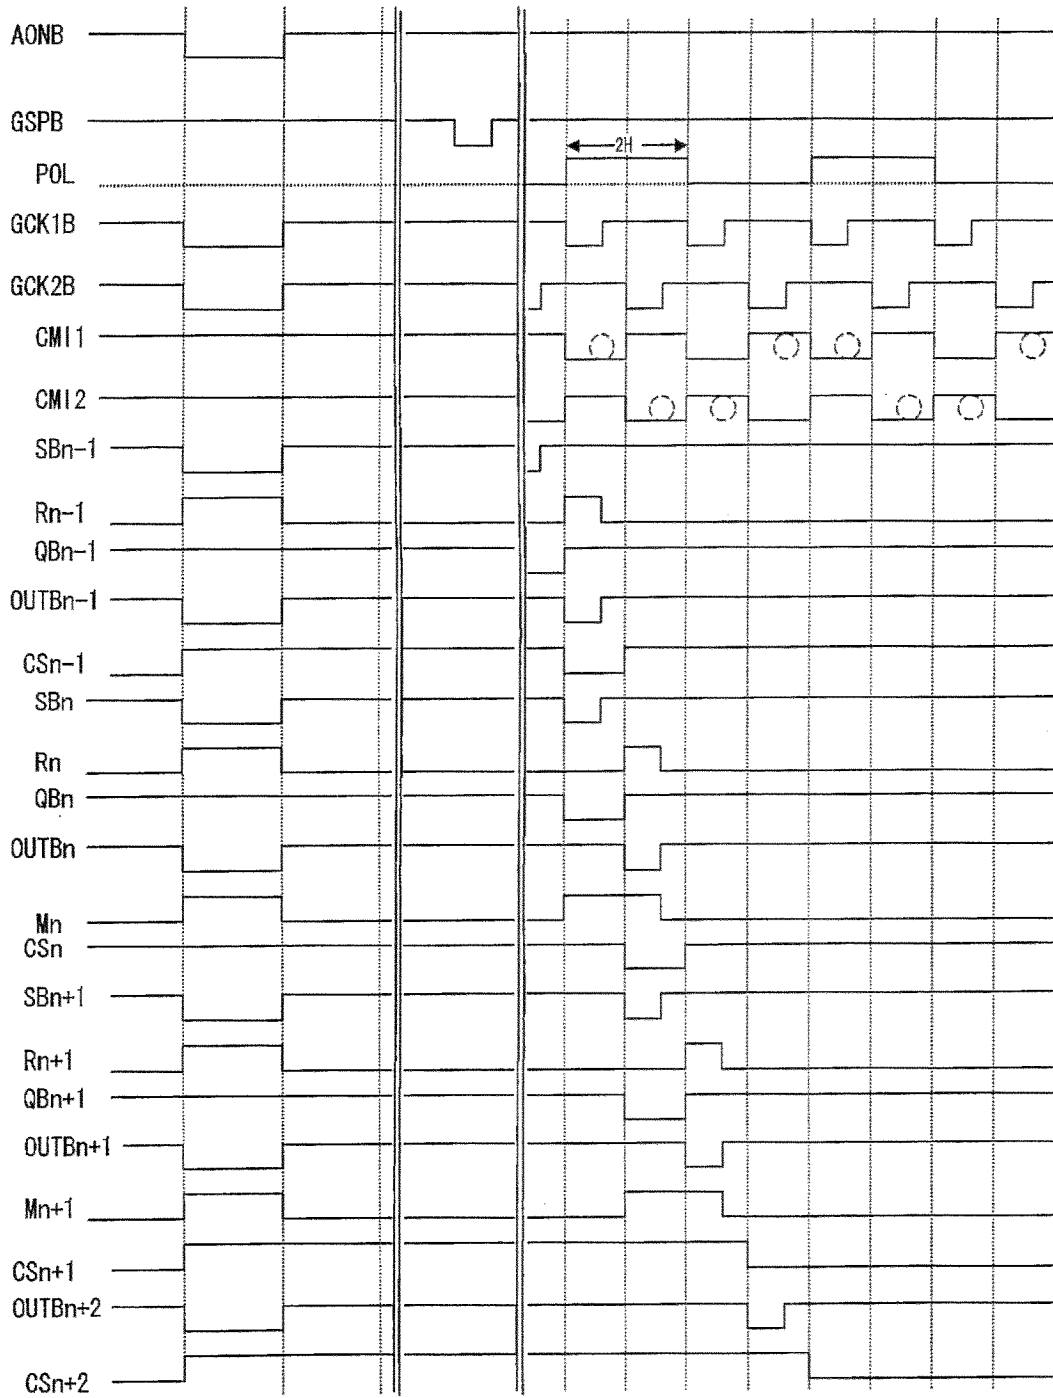 AONB
GSPB
2H
POL
GCK1B
GCK2B
CMI1
CMI2
SBn-1
Rn-1
QBn-1
OUTBn-1
CSn-1
SBn
Rn
QBn
OUTBn
Mn
CSn
SBn+1
Rn+1
QBn+1
OUTBn+1
Mn+1
CSn+1
OUTBn+2
CSn+2